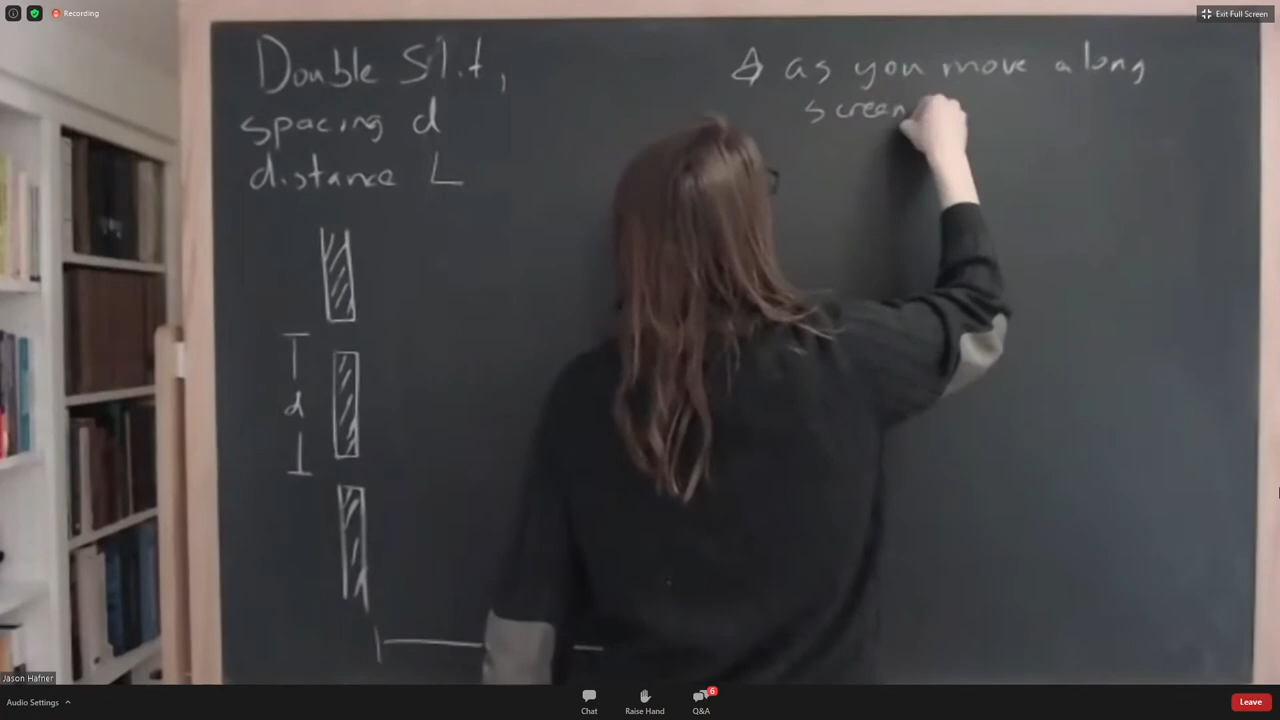 Recording
Exit Full Screen
Double Slit,
spacing d
distance L
Δ as you move along
screen
d
Jason Hafner
Audio Settings
Chat
Raise Hand
6
Q&A
Leave